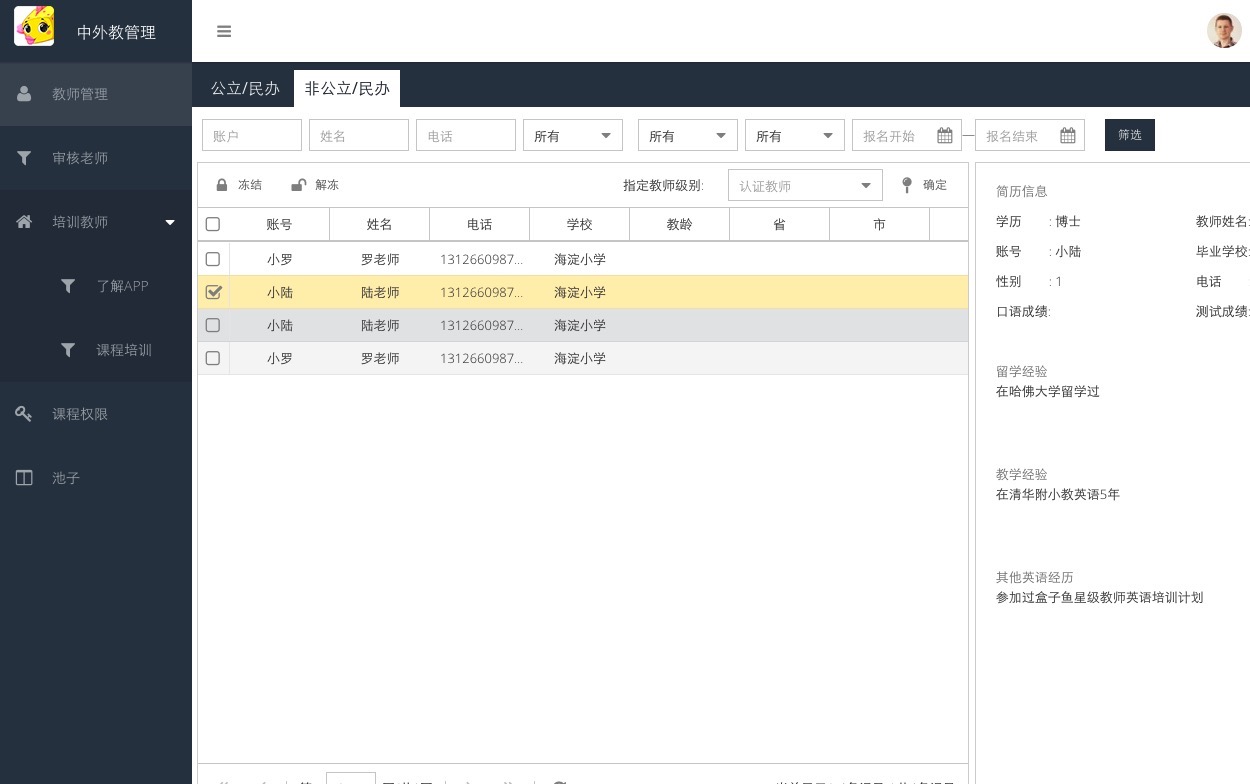 中外教管理
教师管理
审核老师
培训教师
了解APP
课程培训
课程权限
池子
公立/民办 非公立/民办
账户 姓名 电话 所有 所有 所有 报名开始 — 报名结束 筛选
冻结 解冻 指定教师级别: 认证教师 确定
账号 姓名 电话 学校 教龄 省 市
小罗 罗老师 1312660987... 海淀小学
小陆 陆老师 1312660987... 海淀小学
小陆 陆老师 1312660987... 海淀小学
小罗 罗老师 1312660987... 海淀小学
简历信息
学历 : 博士 教师姓名:
账号 : 小陆 毕业学校:
性别 : 1 电话 :
口语成绩: 测试成绩:
留学经验
在哈佛大学留学过
教学经验
在清华附小教英语5年
其他英语经历
参加过盒子鱼星级教师英语培训计划